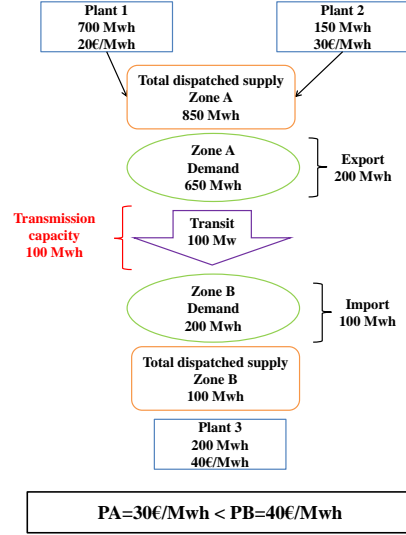 Plant 1
700 Mwh
20€/Mwh
Plant 2
150 Mwh
30€/Mwh
Total dispatched supply
Zone A
850 Mwh
Zone A
Demand
650 Mwh
Export
200 Mwh
Transmission
capacity
100 Mwh
Transit
100 Mw
Zone B
Demand
200 Mwh
Import
100 Mwh
Total dispatched supply
Zone B
100 Mwh
Plant 3
200 Mwh
40€/Mwh
PA=30€/Mwh < PB=40€/Mwh